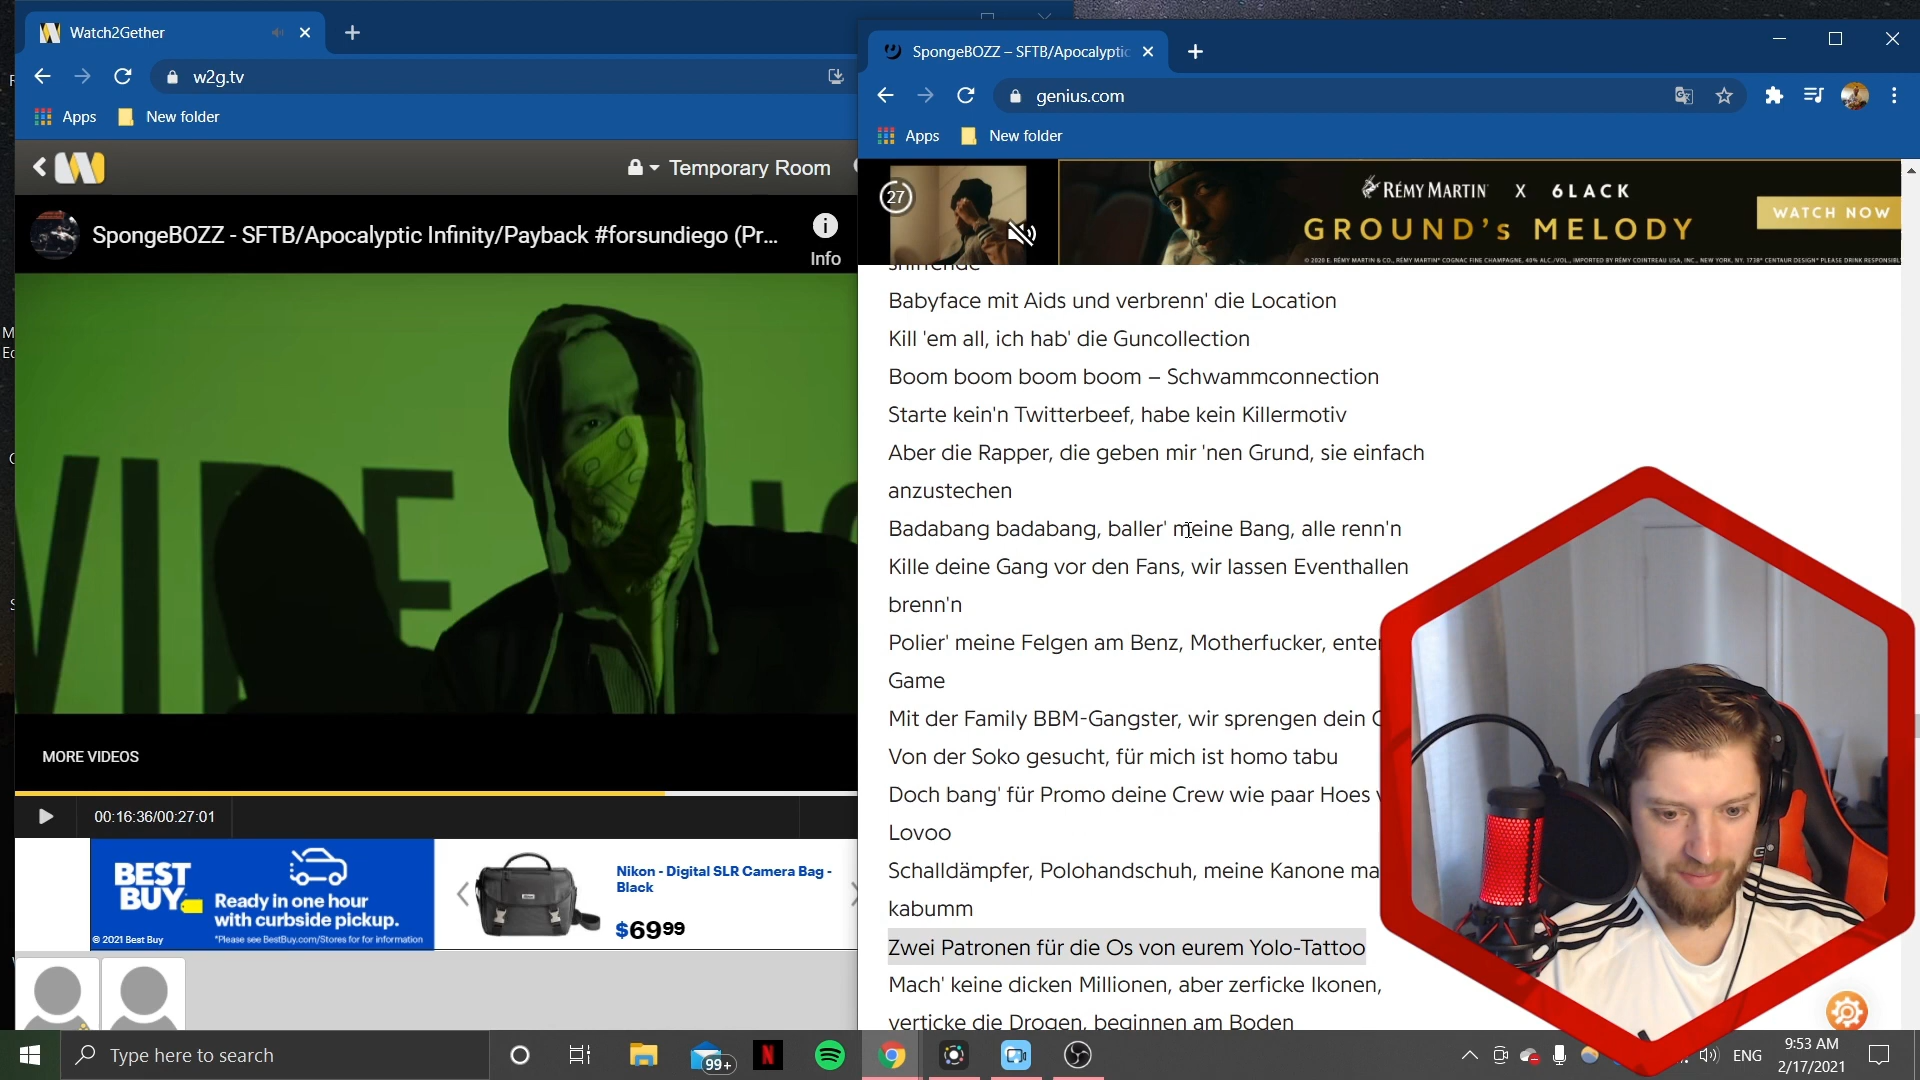 Watch2Gether
w2g.tv
Apps
New folder
Temporary Room
SpongeBOZZ - SFTB/Apocalyptic Infinity/Payback #forsundiego (Pr...
Info
MORE VIDEOS
00:16:36/00:27:01
BEST BUY
Ready in one hour
with curbside pickup.
© 2021 Best Buy
*Please see BestBuy.com/Stores for for information
Nikon - Digital SLR Camera Bag -
Black
$69.99
SpongeBOZZ – SFTB/Apocalyptic
genius.com
Apps
New folder
27
RÉMY MARTIN X 6LACK
GROUND's MELODY
WATCH NOW
Babyface mit Aids und verbrenn' die Location
Kill 'em all, ich hab' die Guncollection
Boom boom boom boom – Schwammconnection
Starte kein'n Twitterbeef, habe kein Killermotiv
Aber die Rapper, die geben mir 'nen Grund, sie einfach
anzustechen
Badabang badabang, baller' meine Bang, alle renn'n
Kille deine Gang vor den Fans, wir lassen Eventhallen
brenn'n
Polier' meine Felgen am Benz, Motherfucker, enter
Game
Mit der Family BBM-Gangster, wir sprengen dein
Von der Soko gesucht, für mich ist homo tabu
Doch bang' für Promo deine Crew wie paar Hoes
Lovoo
Schalldämpfer, Polohandschuh, meine Kanone ma
kabumm
Zwei Patronen für die Os von eurem Yolo-Tattoo
Mach' keine dicken Millionen, aber zerficke Ikonen,
verticke die Drogen, beginnen am Boden
Type here to search
99+
ENG
9:53 AM
2/17/2021